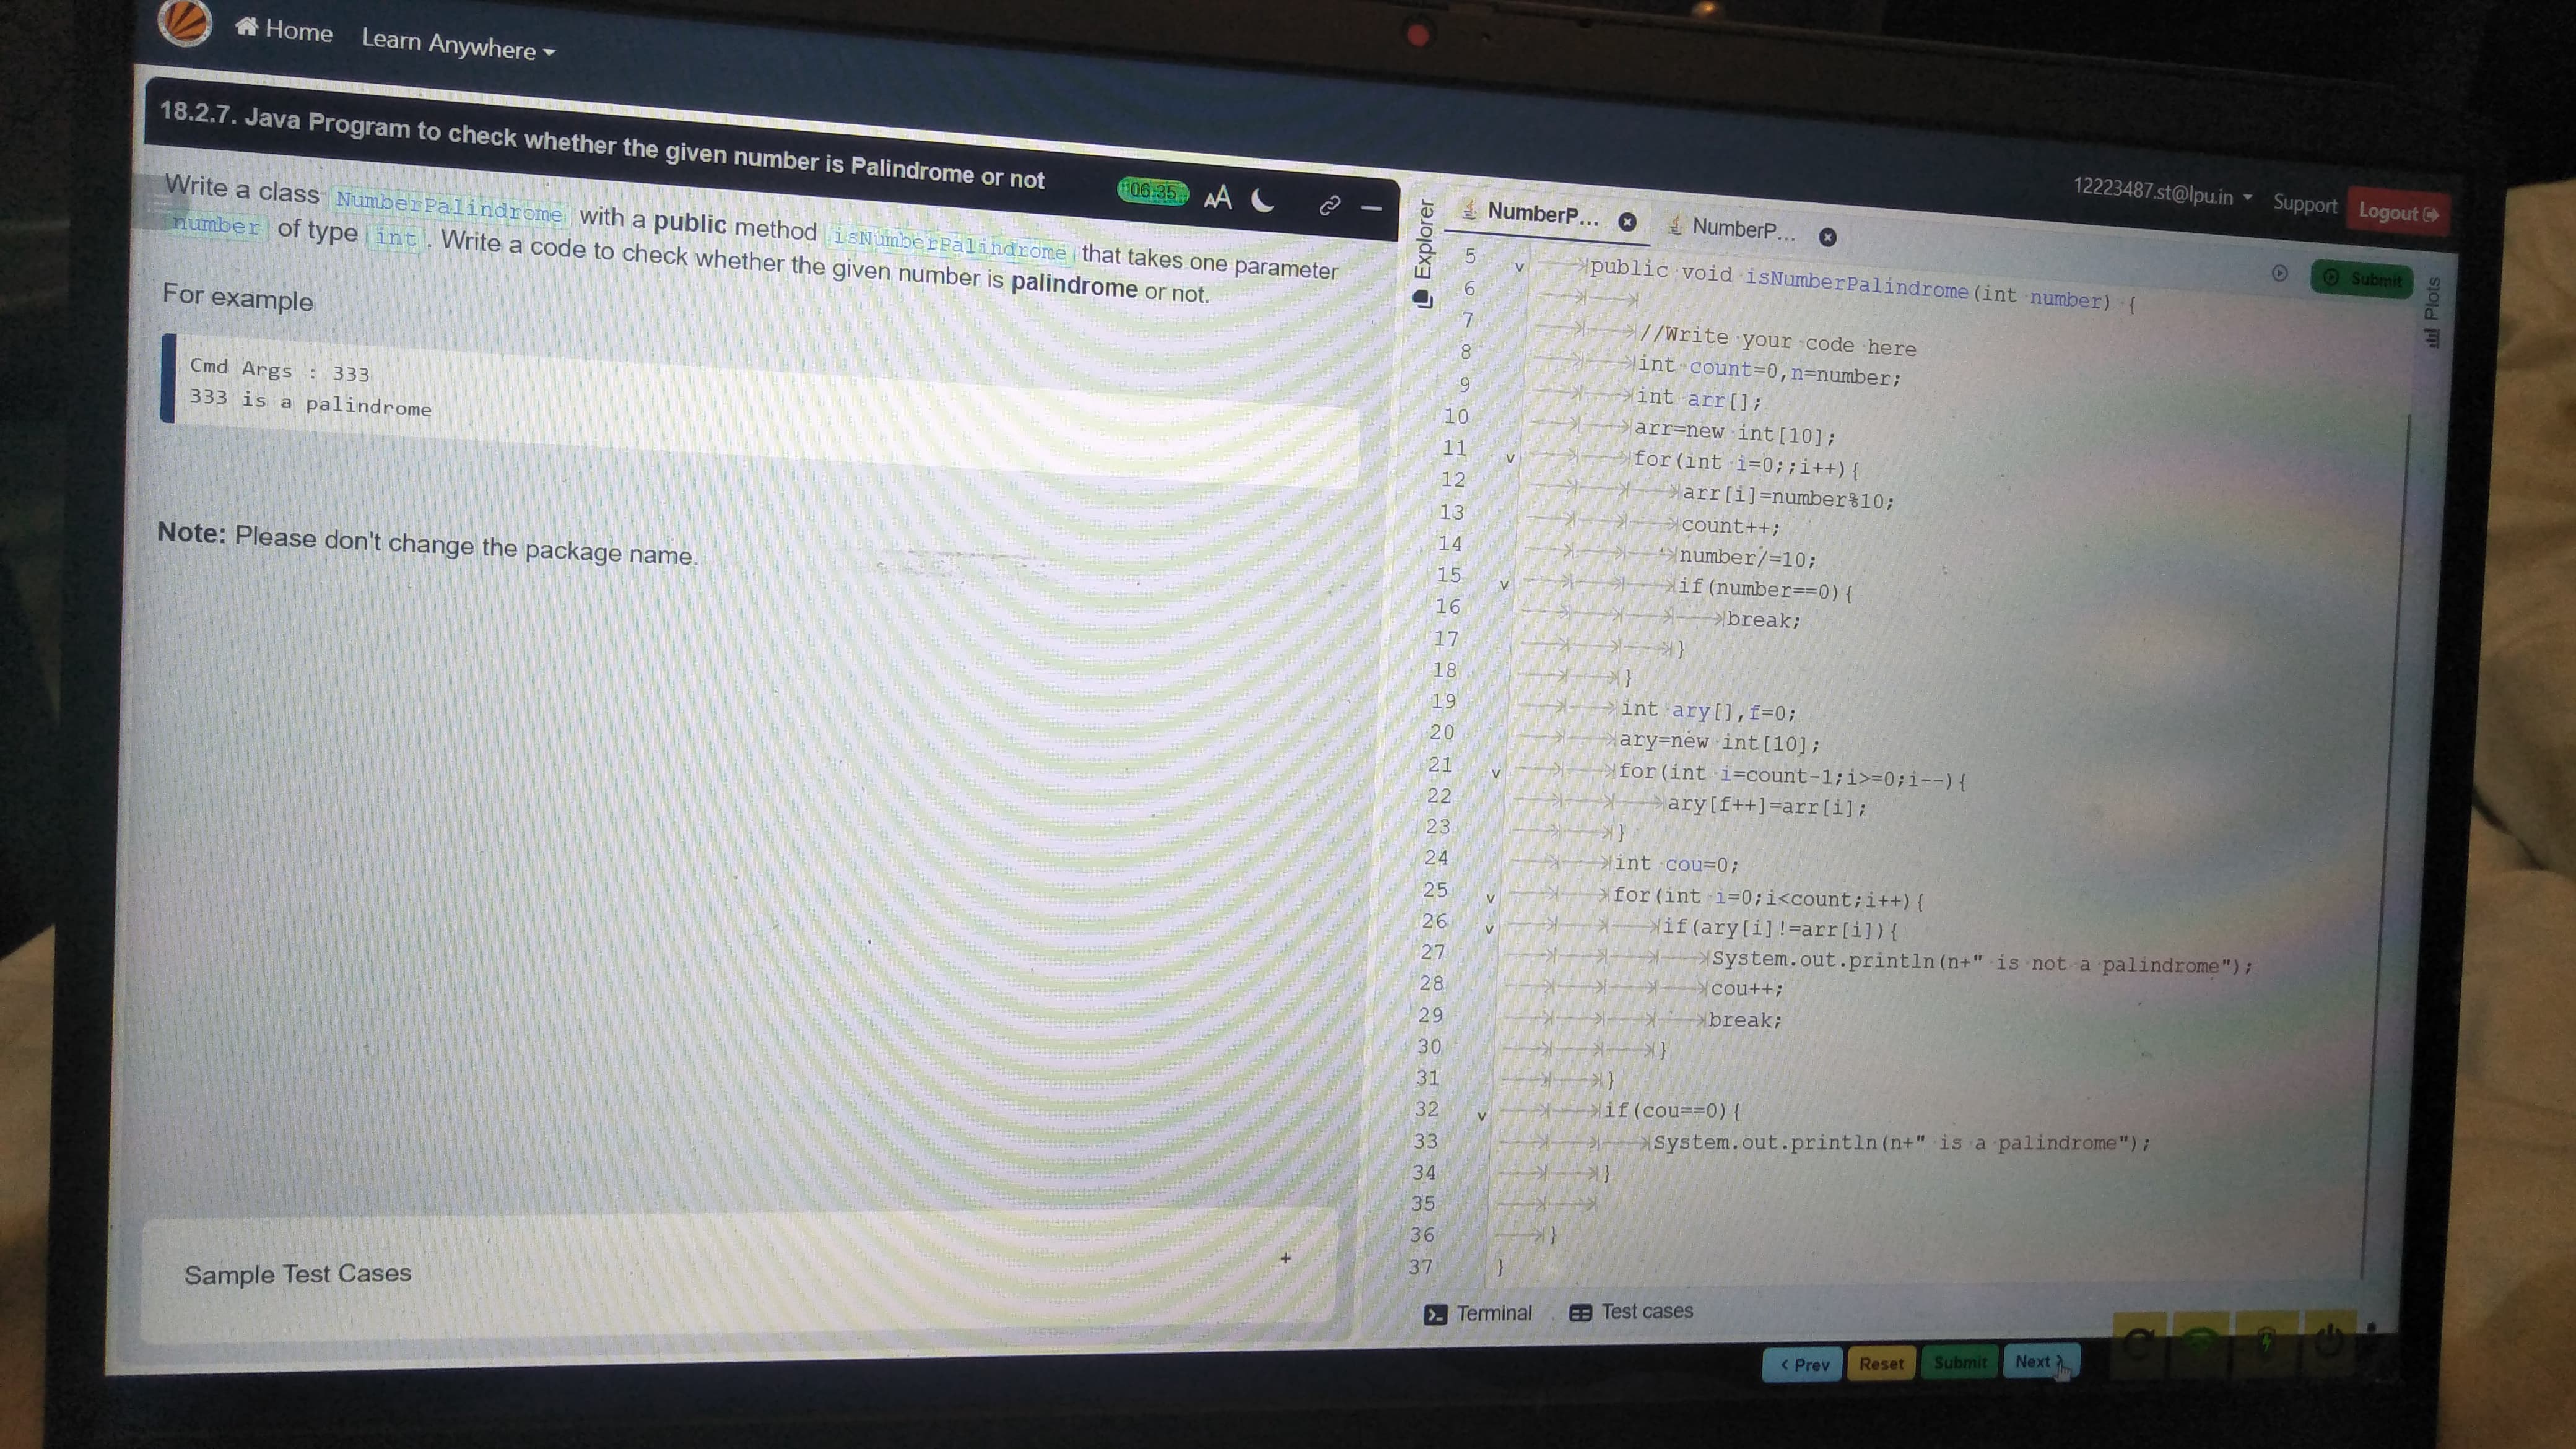 Home Learn Anywhere
12223487.st@lpu.in Support Logout
18.2.7. Java Program to check whether the given number is Palindrome or not
06:35 AA
Write a class NumberPalindrome with a public method isNumberPalindrome that takes one parameter
number of type int. Write a code to check whether the given number is palindrome or not.
For example
Cmd Args : 333
333 is a palindrome
Note: Please don't change the package name.
Sample Test Cases +
Explorer
NumberP... NumberP...
Submit
Plots
5 public void isNumberPalindrome(int number) {
6
7 //Write your code here
8 int count=0,n=number;
9 int arr[];
10 arr=new int[10];
11 for(int i=0;;i++){
12 arr[i]=number%10;
13 count++;
14 number/=10;
15 if(number==0){
16 break;
17 }
18 }
19 int ary[],f=0;
20 ary=new int[10];
21 for(int i=count-1;i>=0;i--){
22 ary[f++]=arr[i];
23 }
24 int cou=0;
25 for(int i=0;i<count;i++){
26 if(ary[i]!=arr[i]){
27 System.out.println(n+" is not a palindrome");
28 cou++;
29 break;
30 }
31 }
32 if(cou==0){
33 System.out.println(n+" is a palindrome");
34 }
35
36 }
37 }
Terminal Test cases
< Prev Reset Submit Next >